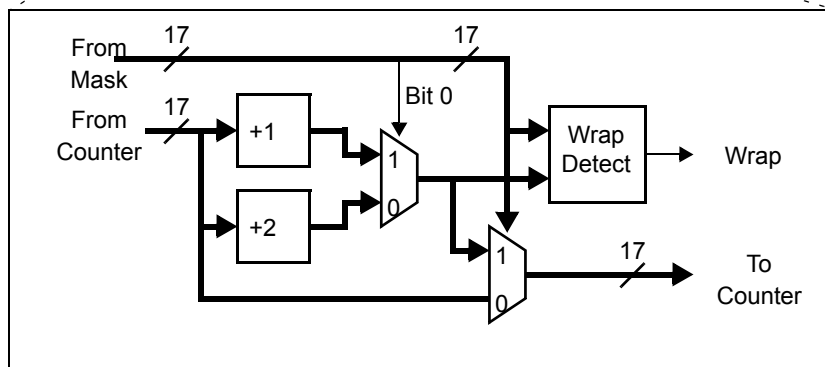 17
17
From
Mask
Bit 0
17
From
Counter
+1
1
0
+2
Wrap
Detect
Wrap
1
0
17
To
Counter